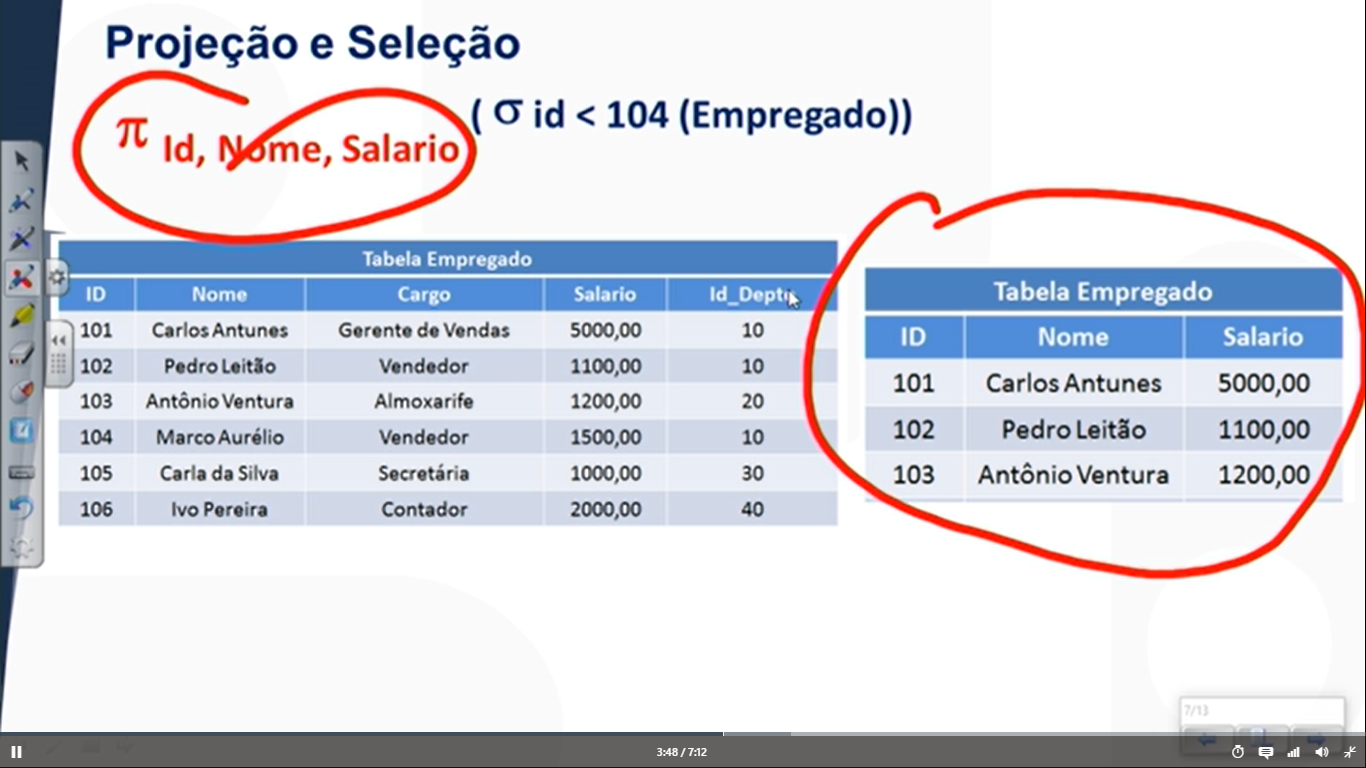 Projeção e Seleção
π Id, Nome, Salario ( σ id < 104 (Empregado))
Tabela Empregado
ID Nome Cargo Salario Id_Depto
101 Carlos Antunes Gerente de Vendas 5000,00 10
102 Pedro Leitão Vendedor 1100,00 10
103 Antônio Ventura Almoxarife 1200,00 20
104 Marco Aurélio Vendedor 1500,00 10
105 Carla da Silva Secretária 1000,00 30
106 Ivo Pereira Contador 2000,00 40
Tabela Empregado
ID Nome Salario
101 Carlos Antunes 5000,00
102 Pedro Leitão 1100,00
103 Antônio Ventura 1200,00
7/13
3:48 / 7:12